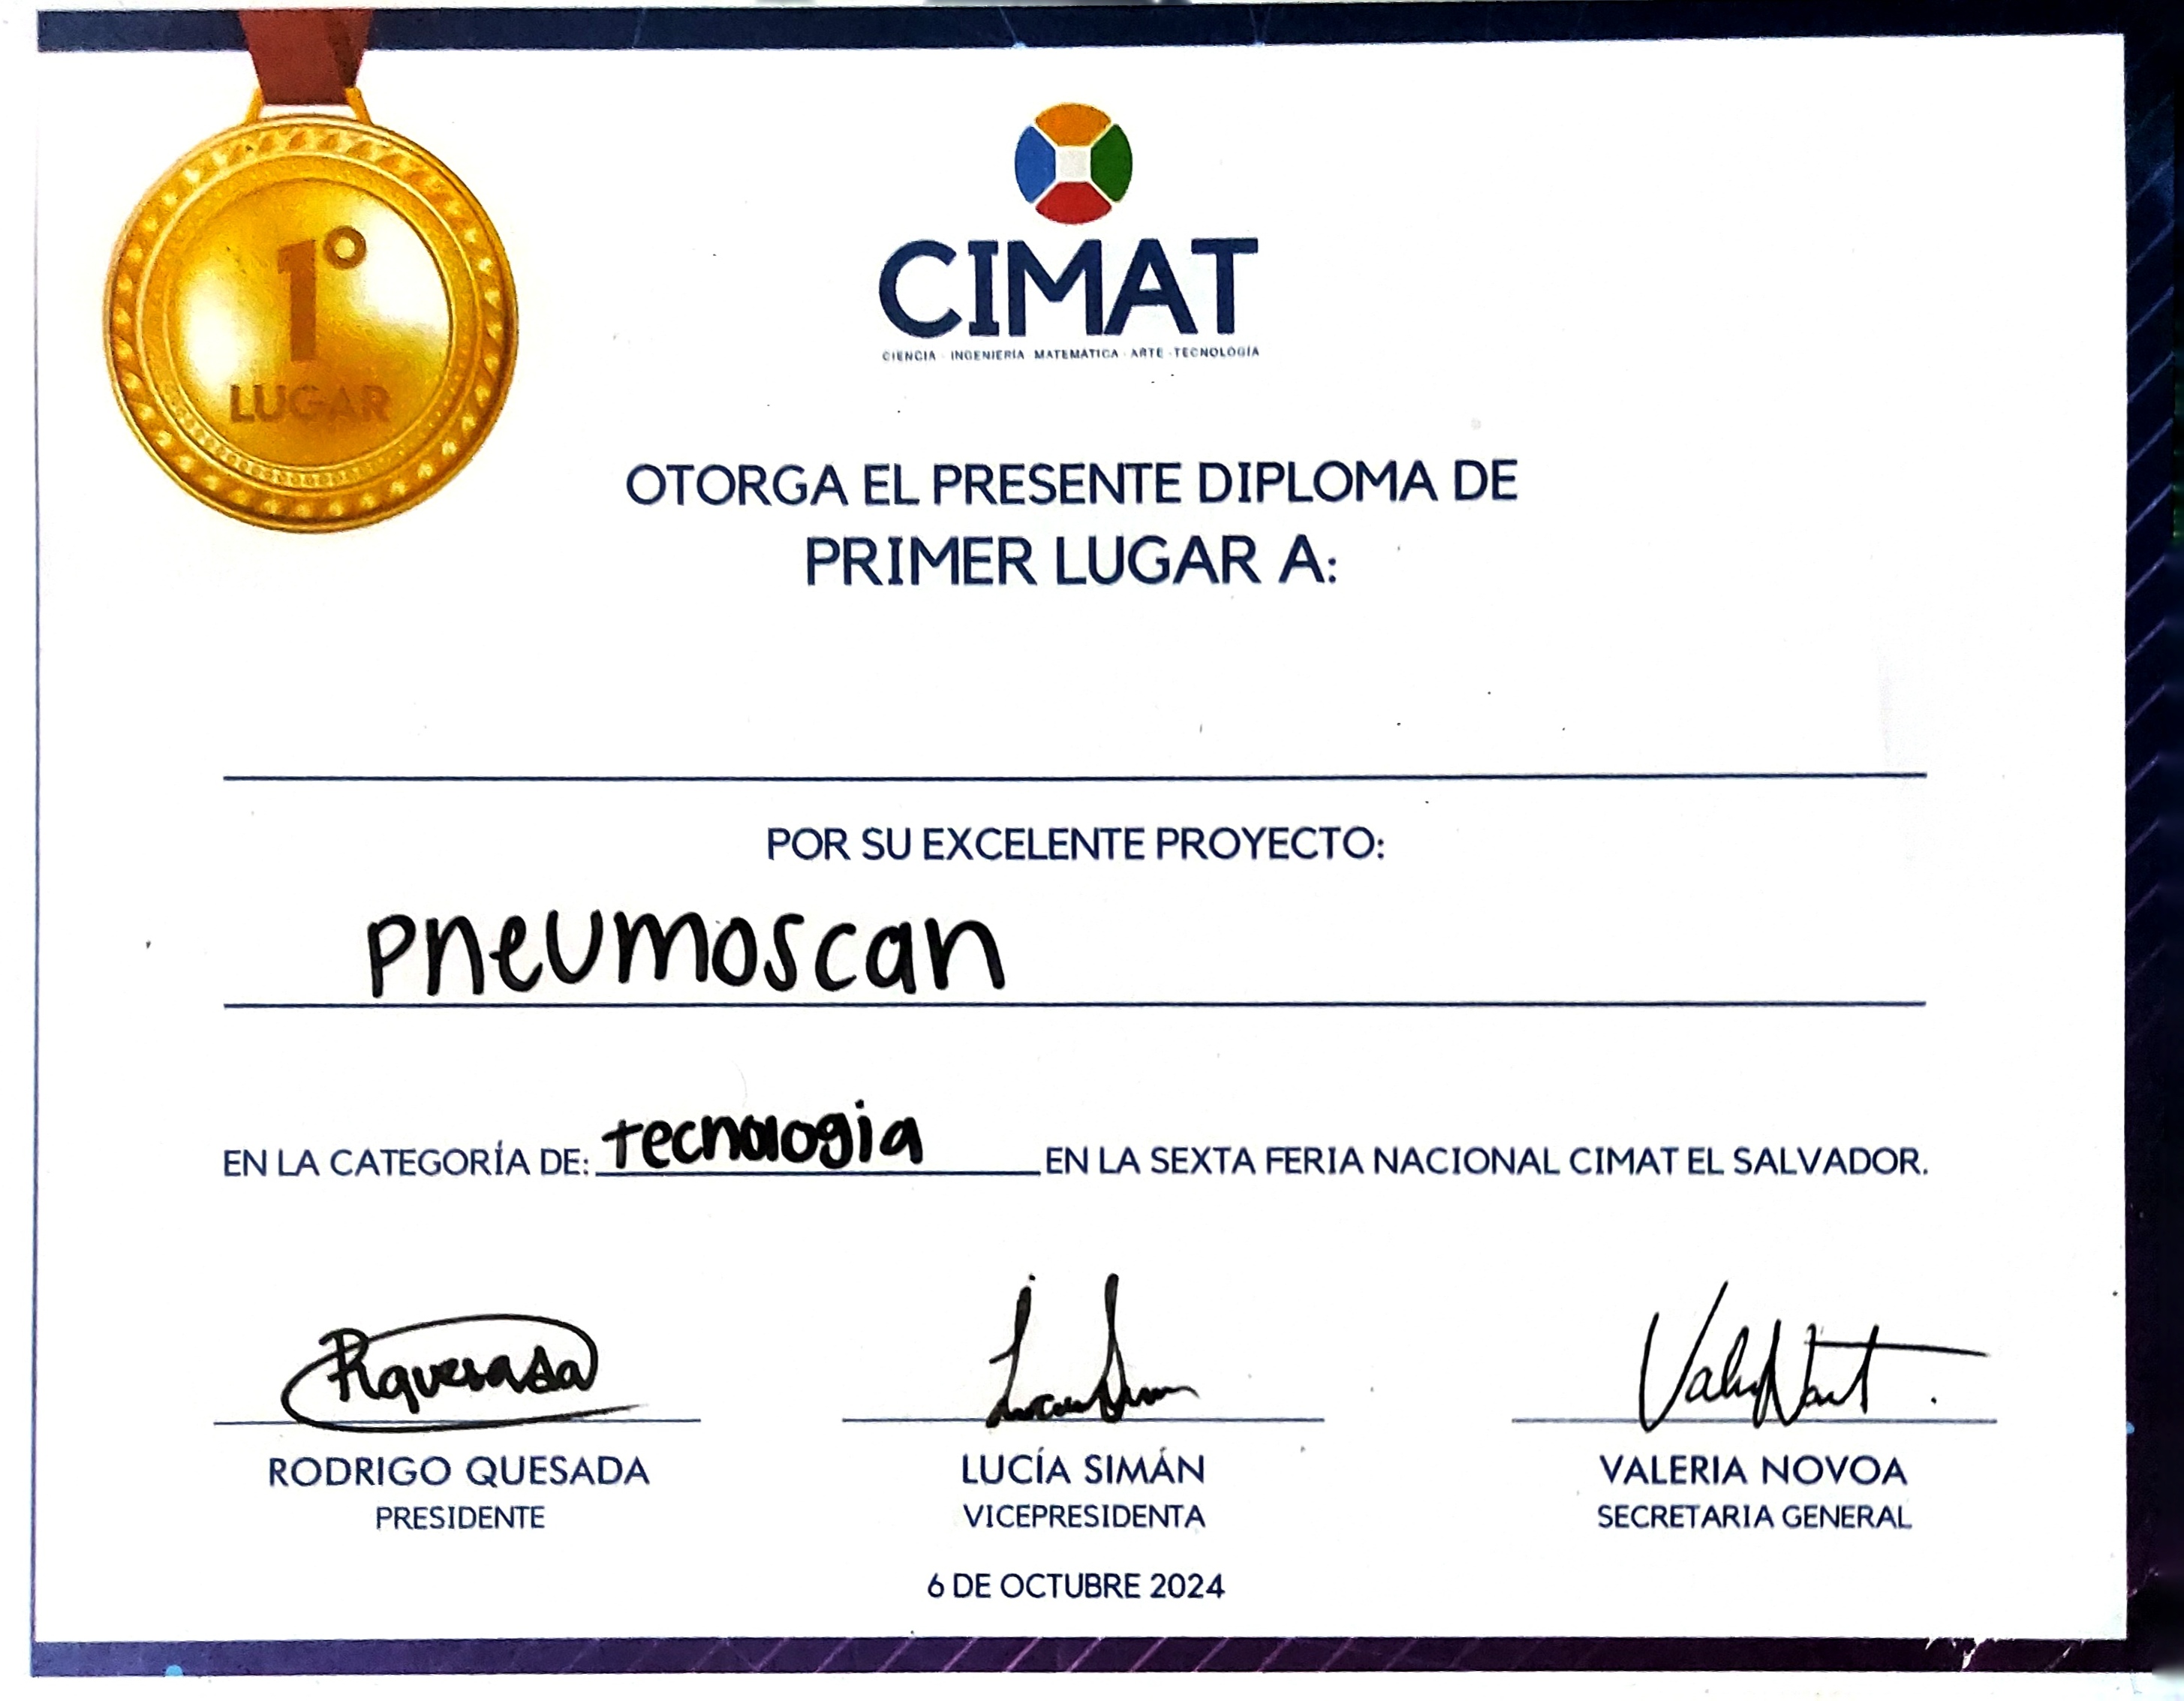 1°
LUGAR
CIMAT
CIENCIA · INGENIERÍA · MATEMÁTICA · ARTE · TECNOLOGÍA
OTORGA EL PRESENTE DIPLOMA DE
PRIMER LUGAR A:
POR SU EXCELENTE PROYECTO:
pneumoscan
EN LA CATEGORÍA DE: tecnologia EN LA SEXTA FERIA NACIONAL CIMAT EL SALVADOR.
Rquesada
RODRIGO QUESADA
PRESIDENTE
LUCÍA SIMÁN
VICEPRESIDENTA
VALERIA NOVOA
SECRETARIA GENERAL
6 DE OCTUBRE 2024